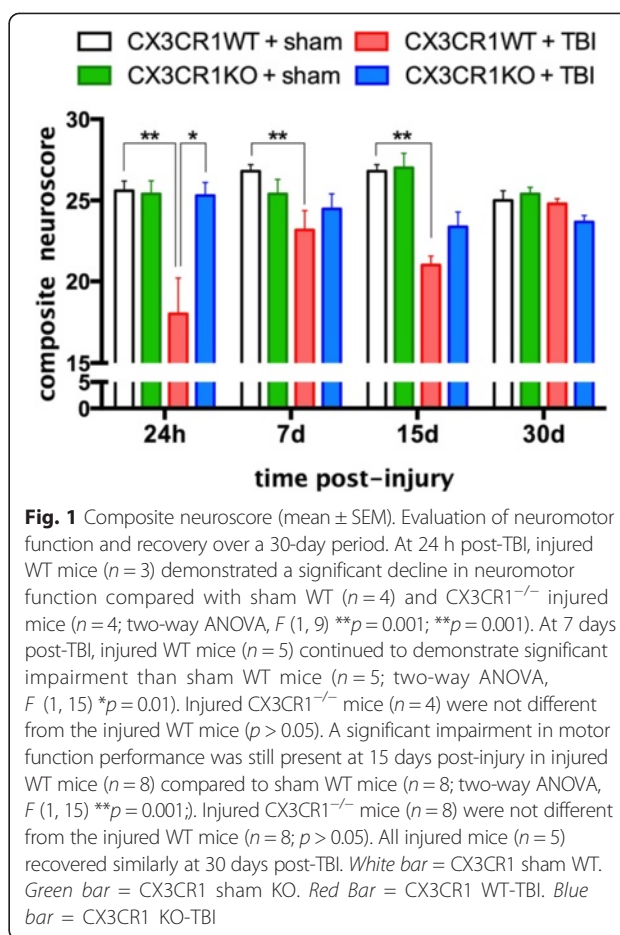 CX3CR1WT + sham CX3CR1WT + TBI
CX3CR1KO + sham CX3CR1KO + TBI
composite neuroscore
30
25
20
15
5
0
** * ** **
24h 7d 15d 30d
time post-injury
Fig. 1 Composite neuroscore (mean ± SEM). Evaluation of neuromotor
function and recovery over a 30-day period. At 24 h post-TBI, injured
WT mice (n = 3) demonstrated a significant decline in neuromotor
function compared with sham WT (n = 4) and CX3CR1−/− injured
mice (n = 4; two-way ANOVA, F (1, 9) **p = 0.001; **p = 0.001). At 7 days
post-TBI, injured WT mice (n = 5) continued to demonstrate significant
impairment than sham WT mice (n = 5; two-way ANOVA,
F (1, 15) *p = 0.01). Injured CX3CR1−/− mice (n = 4) were not different
from the injured WT mice (p > 0.05). A significant impairment in motor
function performance was still present at 15 days post-injury in injured
WT mice (n = 8) compared to sham WT mice (n = 8; two-way ANOVA,
F (1, 15) **p = 0.001;). Injured CX3CR1−/− mice (n = 8) were not different
from the injured WT mice (n = 8; p > 0.05). All injured mice (n = 5)
recovered similarly at 30 days post-TBI. White bar = CX3CR1 sham WT.
Green bar = CX3CR1 sham KO. Red Bar = CX3CR1 WT-TBI. Blue
bar = CX3CR1 KO-TBI